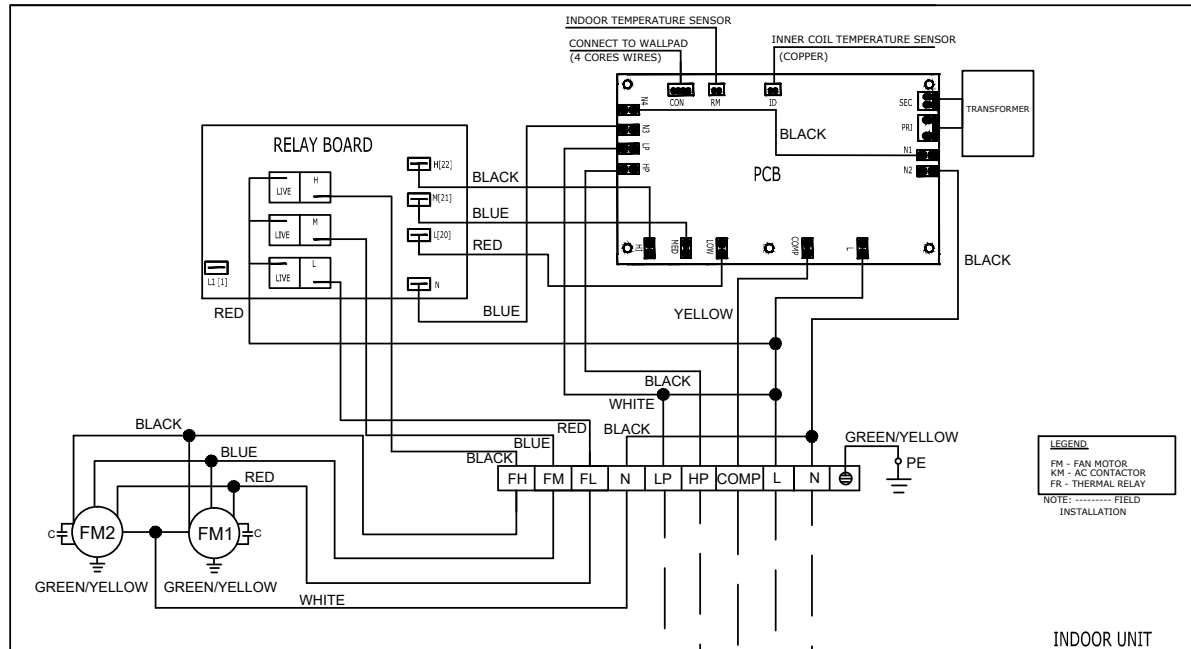 INDOOR TEMPERATURE SENSOR
CONNECT TO WALLPAD
(4 CORES WIRES)
INNER COIL TEMPERATURE SENSOR
(COPPER)
CON
RM
ID
SEC
PRI
TRANSFORMER
N4
N3
LP
HP
BLACK
N1
N2
PCB
HI
MED
LOW
COMP
L
RELAY BOARD
H[22]
M[21]
L[20]
N
LIVE
H
LIVE
M
LIVE
L
L1 [1]
BLACK
BLUE
RED
BLUE
RED
YELLOW
BLACK
BLACK
WHITE
BLACK
RED
BLUE
BLACK
GREEN/YELLOW
PE
FH
FM
FL
N
LP
HP
COMP
L
N
BLACK
BLUE
RED
C
FM2
FM1
C
GREEN/YELLOW
GREEN/YELLOW
WHITE
LEGEND
FM - FAN MOTOR
KM - AC CONTACTOR
FR - THERMAL RELAY
NOTE: --------- FIELD
INSTALLATION
INDOOR UNIT